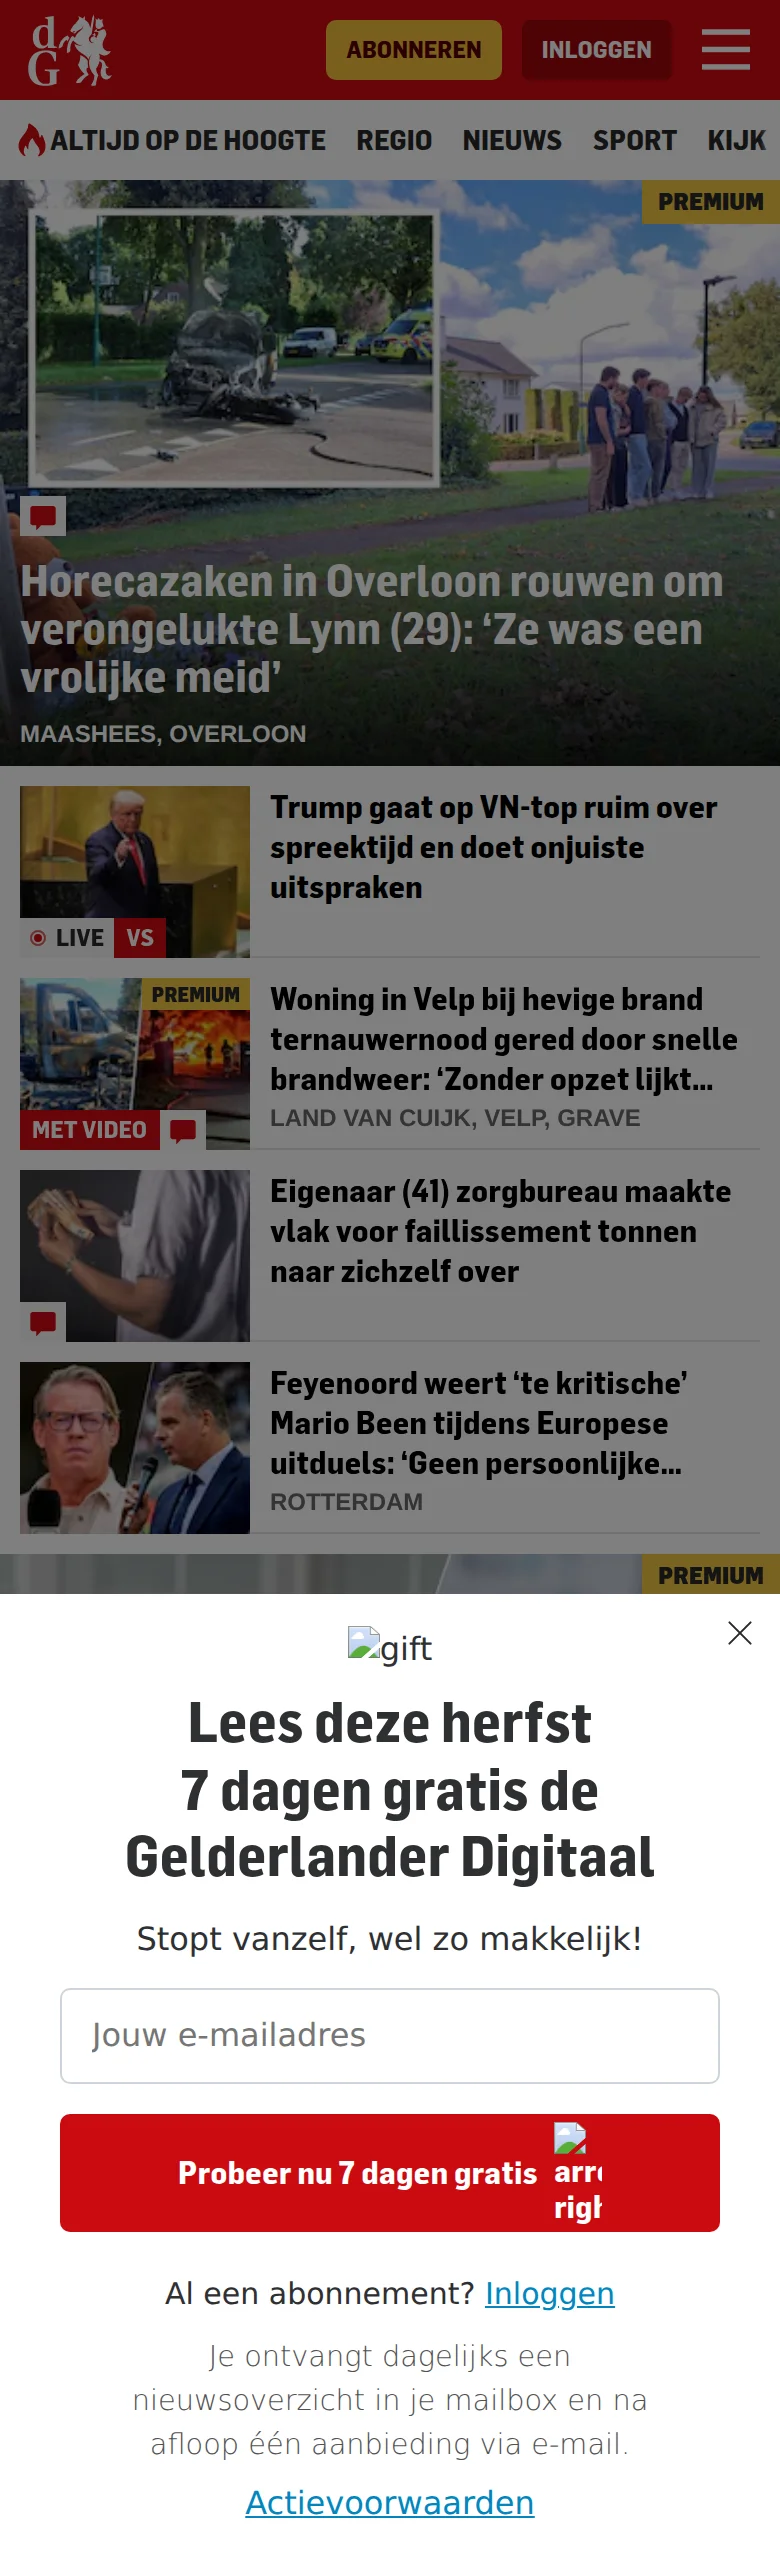 dG
ABONNEREN
INLOGGEN
ALTIJD OP DE HOOGTE
REGIO
NIEUWS
SPORT
KIJK
PREMIUM
Horecazaken in Overloon rouwen om
verongelukte Lynn (29): ‘Ze was een
vrolijke meid’
MAASHEES, OVERLOON
Trump gaat op VN-top ruim over
spreektijd en doet onjuiste
uitspraken
LIVE
VS
PREMIUM
Woning in Velp bij hevige brand
ternauwernood gered door snelle
brandweer: ‘Zonder opzet lijkt...
LAND VAN CUIJK, VELP, GRAVE
MET VIDEO
Eigenaar (41) zorgbureau maakte
vlak voor faillissement tonnen
naar zichzelf over
Feyenoord weert ‘te kritische’
Mario Been tijdens Europese
uitduels: ‘Geen persoonlijke...
ROTTERDAM
PREMIUM
gift
Lees deze herfst
7 dagen gratis de
Gelderlander Digitaal
Stopt vanzelf, wel zo makkelijk!
Jouw e-mailadres
Probeer nu 7 dagen gratis
Al een abonnement? Inloggen
Je ontvangt dagelijks een
nieuwsoverzicht in je mailbox en na
afloop één aanbieding via e-mail.
Actievoorwaarden